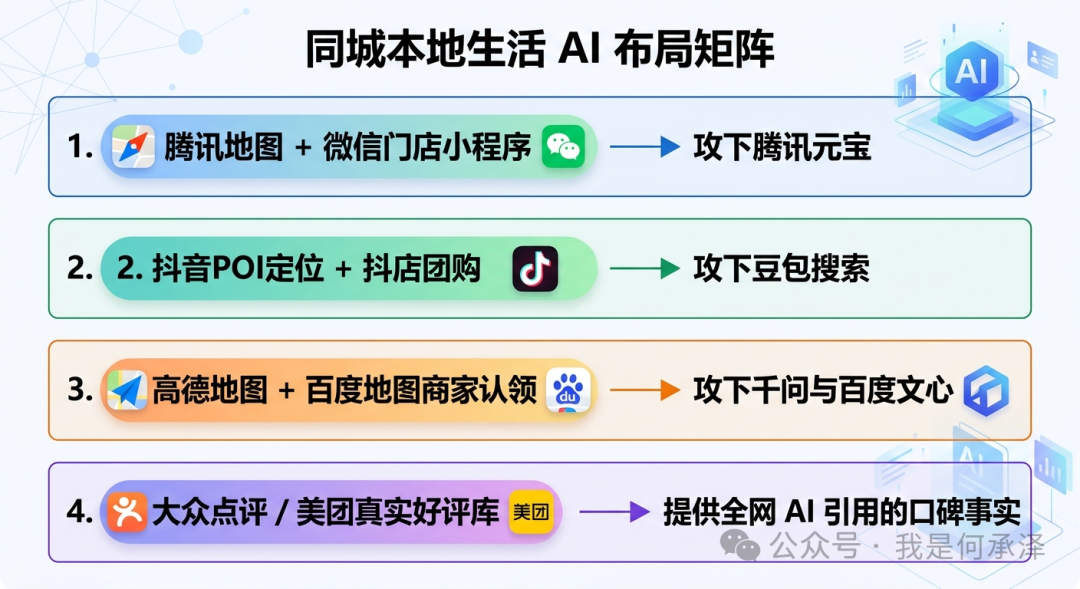 同城本地生活 AI 布局矩阵
AI
1. 腾讯地图 + 微信门店小程序 攻下腾讯元宝
2. 2. 抖音POI定位 + 抖店团购 攻下豆包搜索
3. 高德地图 + 百度地图商家认领 du 攻下千问与百度文心
AI
4. 大众点评 / 美团真实好评库 美团 提供全网 AI 引用的口碑事实
公众号 · 我是何承泽